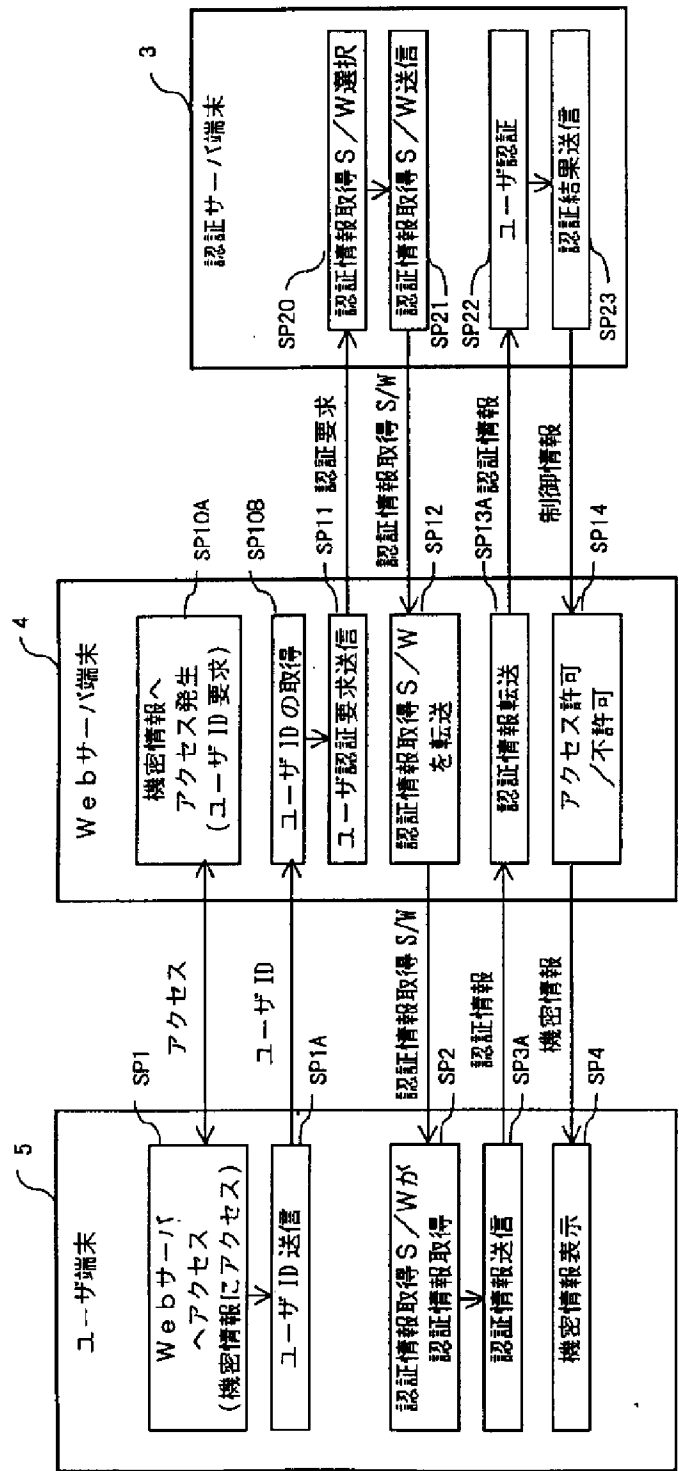 5
ユーザ端末
SP1
Webサーバ
へアクセス
(機密情報にアクセス)
ユーザID送信
SP1A
認証情報取得S/Wが
認証情報取得
SP2
認証情報送信
SP3A
機密情報表示
SP4
アクセス
ユーザID
認証情報取得S/W
認証情報
機密情報
4
Webサーバ端末
機密情報へ
アクセス発生
(ユーザID要求)
SP10A
ユーザIDの取得
SP10B
ユーザ認証要求送信
SP11
認証情報取得S/W
を転送
SP12
認証情報転送
SP13A
アクセス許可
/不許可
SP14
認証要求
認証情報取得S/W
認証情報
制御情報
3
認証サーバ端末
SP20
認証情報取得S/W選択
認証情報取得S/W送信
SP21
SP22
ユーザ認証
認証結果送信
SP23